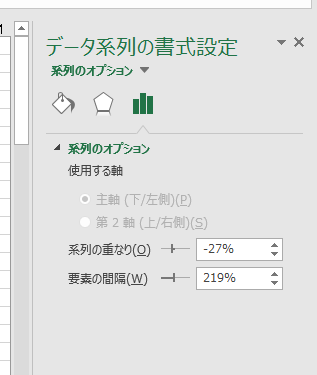 データ系列の書式設定
系列のオプション
系列のオプション
使用する軸
主軸 (下/左側)(P)
第 2 軸 (上/右側)(S)
系列の重なり(O) -27%
要素の間隔(W) 219%